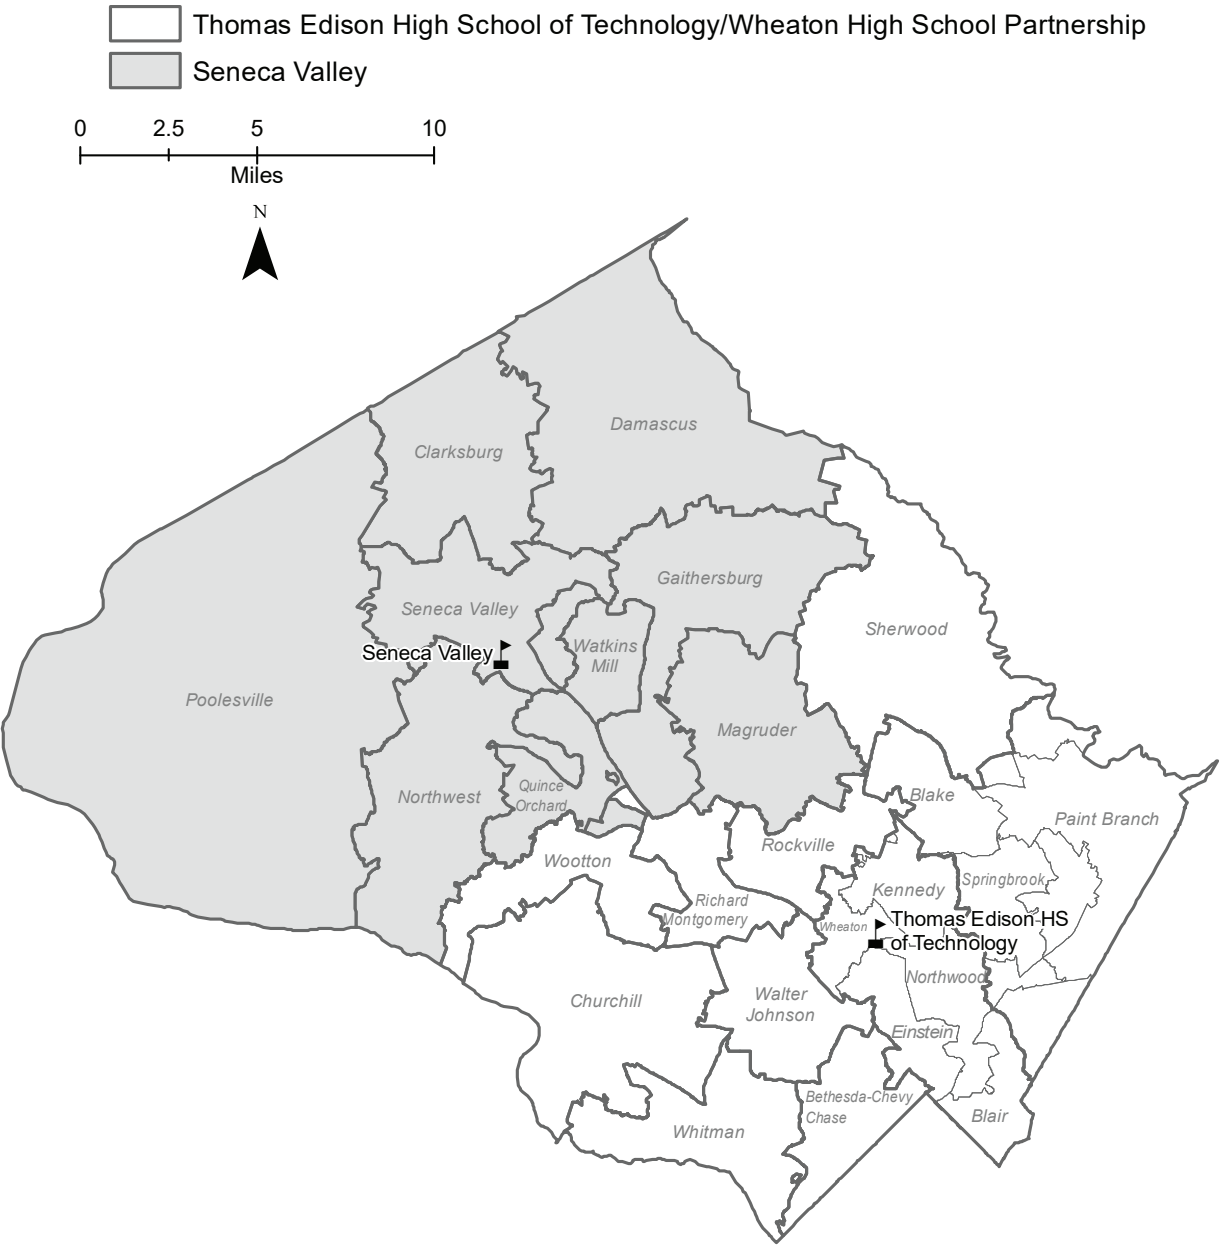 Thomas Edison High School of Technology/Wheaton High School Partnership
Seneca Valley
0 2.5 5 10
Miles
N
Damascus
Clarksburg
Gaithersburg
Seneca Valley
Sherwood
Watkins
Mill
Seneca Valley
Poolesville
Magruder
Quince
Orchard
Northwest
Blake
Paint Branch
Rockville
Wootton
Springbrook
Kennedy
Richard
Montgomery
Wheaton
Thomas Edison HS
of Technology
Northwood
Walter
Johnson
Churchill
Einstein
Bethesda-Chevy
Chase
Blair
Whitman